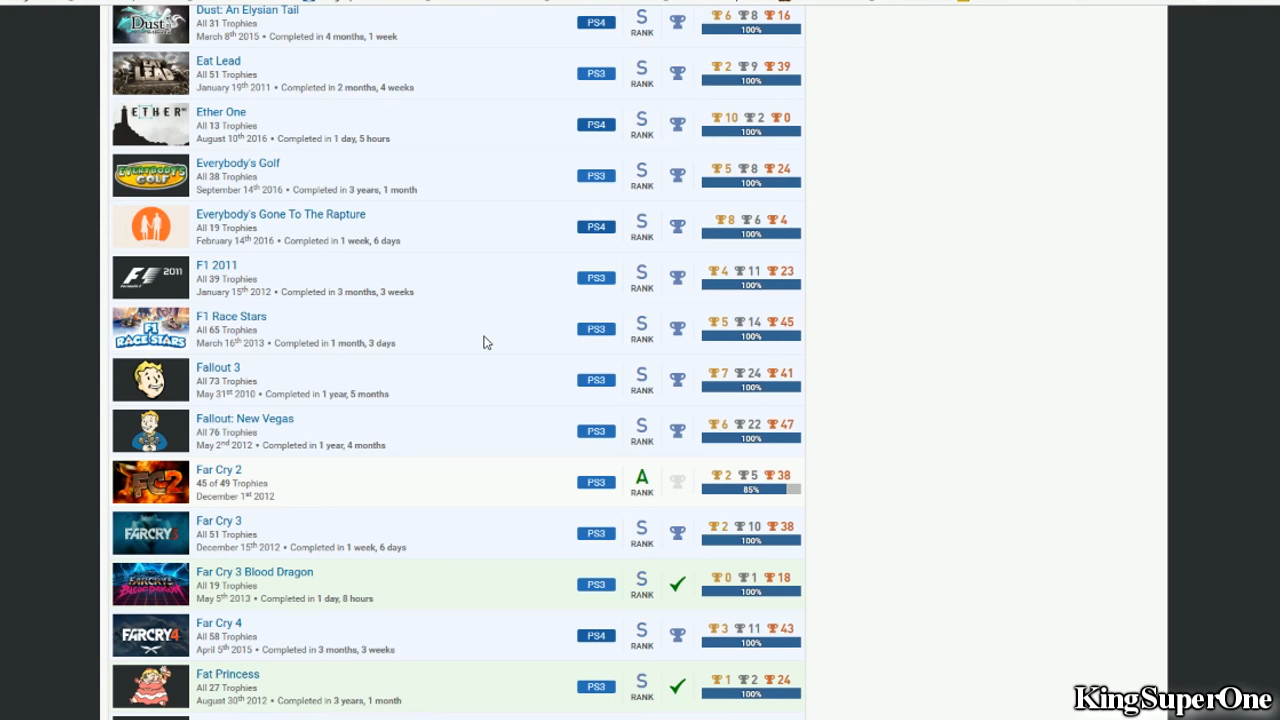 Dust: An Elysian Tail
All 31 Trophies
March 8th 2015 • Completed in 4 months, 1 week
PS4
S
RANK
6 8 16
100%
Eat Lead
All 51 Trophies
January 19th 2011 • Completed in 2 months, 4 weeks
PS3
S
RANK
2 9 39
100%
ETHER
Ether One
All 13 Trophies
August 10th 2016 • Completed in 1 day, 5 hours
PS4
S
RANK
10 2 0
100%
EVERYBODY'S GOLF
Everybody's Golf
All 38 Trophies
September 14th 2016 • Completed in 3 years, 1 month
PS3
S
RANK
5 8 24
100%
Everybody's Gone To The Rapture
All 19 Trophies
February 14th 2016 • Completed in 1 week, 6 days
PS4
S
RANK
8 6 4
100%
F1 2011
F1 2011
All 39 Trophies
January 15th 2012 • Completed in 3 months, 3 weeks
PS3
S
RANK
4 11 23
100%
F1 RACE STARS
F1 Race Stars
All 65 Trophies
March 16th 2013 • Completed in 1 month, 3 days
PS3
S
RANK
5 14 45
100%
Fallout 3
All 73 Trophies
May 31st 2010 • Completed in 1 year, 5 months
PS3
S
RANK
7 24 41
100%
Fallout: New Vegas
All 76 Trophies
May 2nd 2012 • Completed in 1 year, 4 months
PS3
S
RANK
6 22 47
100%
FC2
Far Cry 2
45 of 49 Trophies
December 1st 2012
PS3
A
RANK
2 5 38
85%
FARCRY3
Far Cry 3
All 51 Trophies
December 15th 2012 • Completed in 1 week, 6 days
PS3
S
RANK
2 10 38
100%
FARCRY3 BLOOD DRAGON
Far Cry 3 Blood Dragon
All 19 Trophies
May 5th 2013 • Completed in 1 day, 8 hours
PS3
S
RANK
0 1 18
100%
FARCRY4
Far Cry 4
All 58 Trophies
April 5th 2015 • Completed in 3 months, 3 weeks
PS4
S
RANK
3 11 43
100%
Fat Princess
All 27 Trophies
August 30th 2012 • Completed in 3 years, 1 month
PS3
S
RANK
1 2 24
100%
KingSuperOne